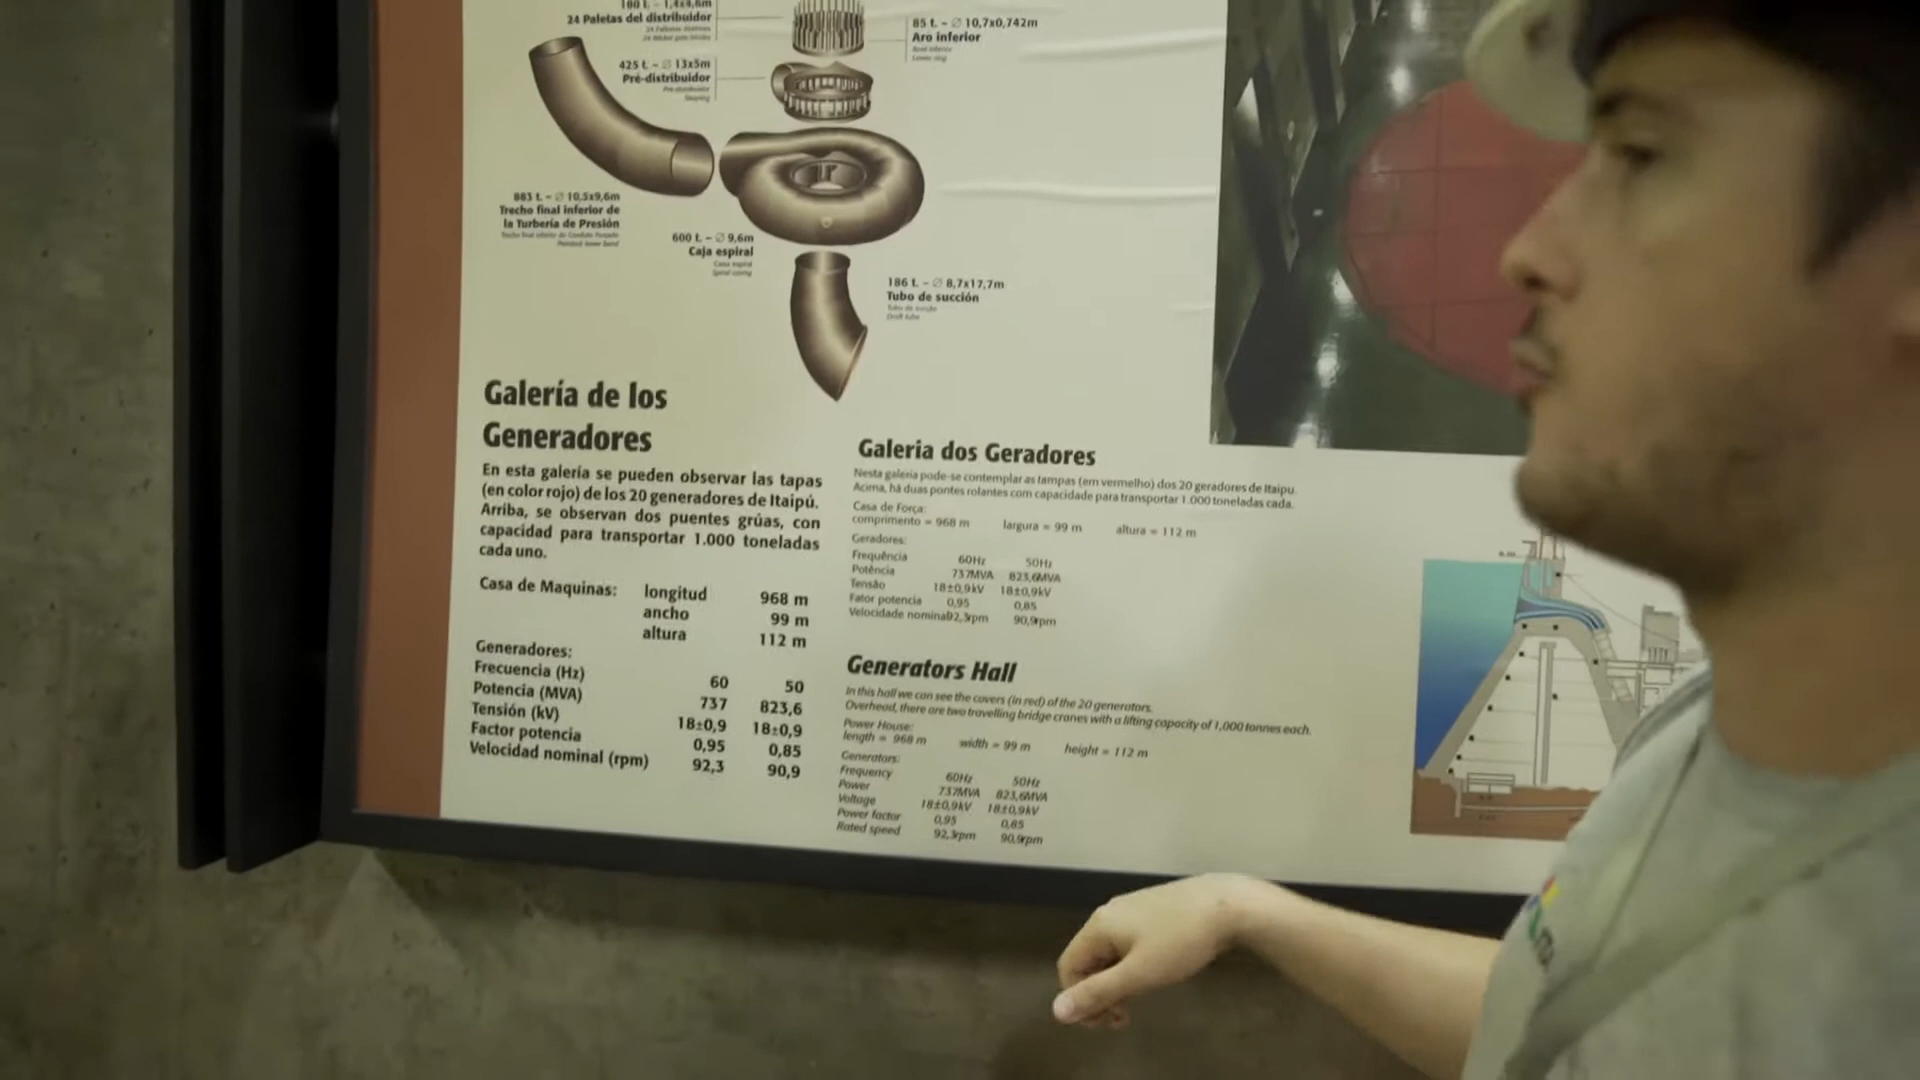 180 t. - 1,4x4,6m
24 Paletas del distribuidor
85 t. - ∅ 10,7x0,742m
Aro inferior
Lower ring
425 t. - ∅ 13x5m
Pré-distribuidor
883 t. - ∅ 10,5x9,6m
Trecho final inferior de
la Turbería de Presión
600 t. - ∅ 9,6m
Caja espiral
Spiral casing
186 t. - ∅ 8,7x17,7m
Tubo de succión
Draft tube
Galería de los
Generadores
En esta galería se pueden observar las tapas
(en color rojo) de los 20 generadores de Itaipú.
Arriba, se observan dos puentes grúas, con
capacidad para transportar 1.000 toneladas
cada uno.
Casa de Maquinas: longitud 968 m
ancho 99 m
altura 112 m
Generadores:
Frecuencia (Hz) 60 50
Potencia (MVA) 737 823,6
Tensión (kV) 18±0,9 18±0,9
Factor potencia 0,95 0,85
Velocidad nominal (rpm) 92,3 90,9
Galeria dos Geradores
Nesta galeria pode-se contemplar as tampas (em vermelho) dos 20 geradores de Itaipu.
Acima, há duas pontes rolantes com capacidade para transportar 1.000 toneladas cada.
Casa de Força:
comprimento = 968 m largura = 99 m altura = 112 m
Geradores:
Frequência 60Hz 50Hz
Potência 737MVA 823,6MVA
Tensão 18±0,9kV 18±0,9kV
Fator potencia 0,95 0,85
Velocidade nominal 92,3rpm 90,9rpm
Generators Hall
In this hall we can see the covers (in red) of the 20 generators.
Overhead, there are two travelling bridge cranes with a lifting capacity of 1,000 tonnes each.
Power House:
length = 968 m width = 99 m height = 112 m
Generators:
Frequency 60Hz 50Hz
Power 737MVA 823,6MVA
Voltage 18±0,9kV 18±0,9kV
Power factor 0,95 0,85
Rated speed 92,3rpm 90,9rpm